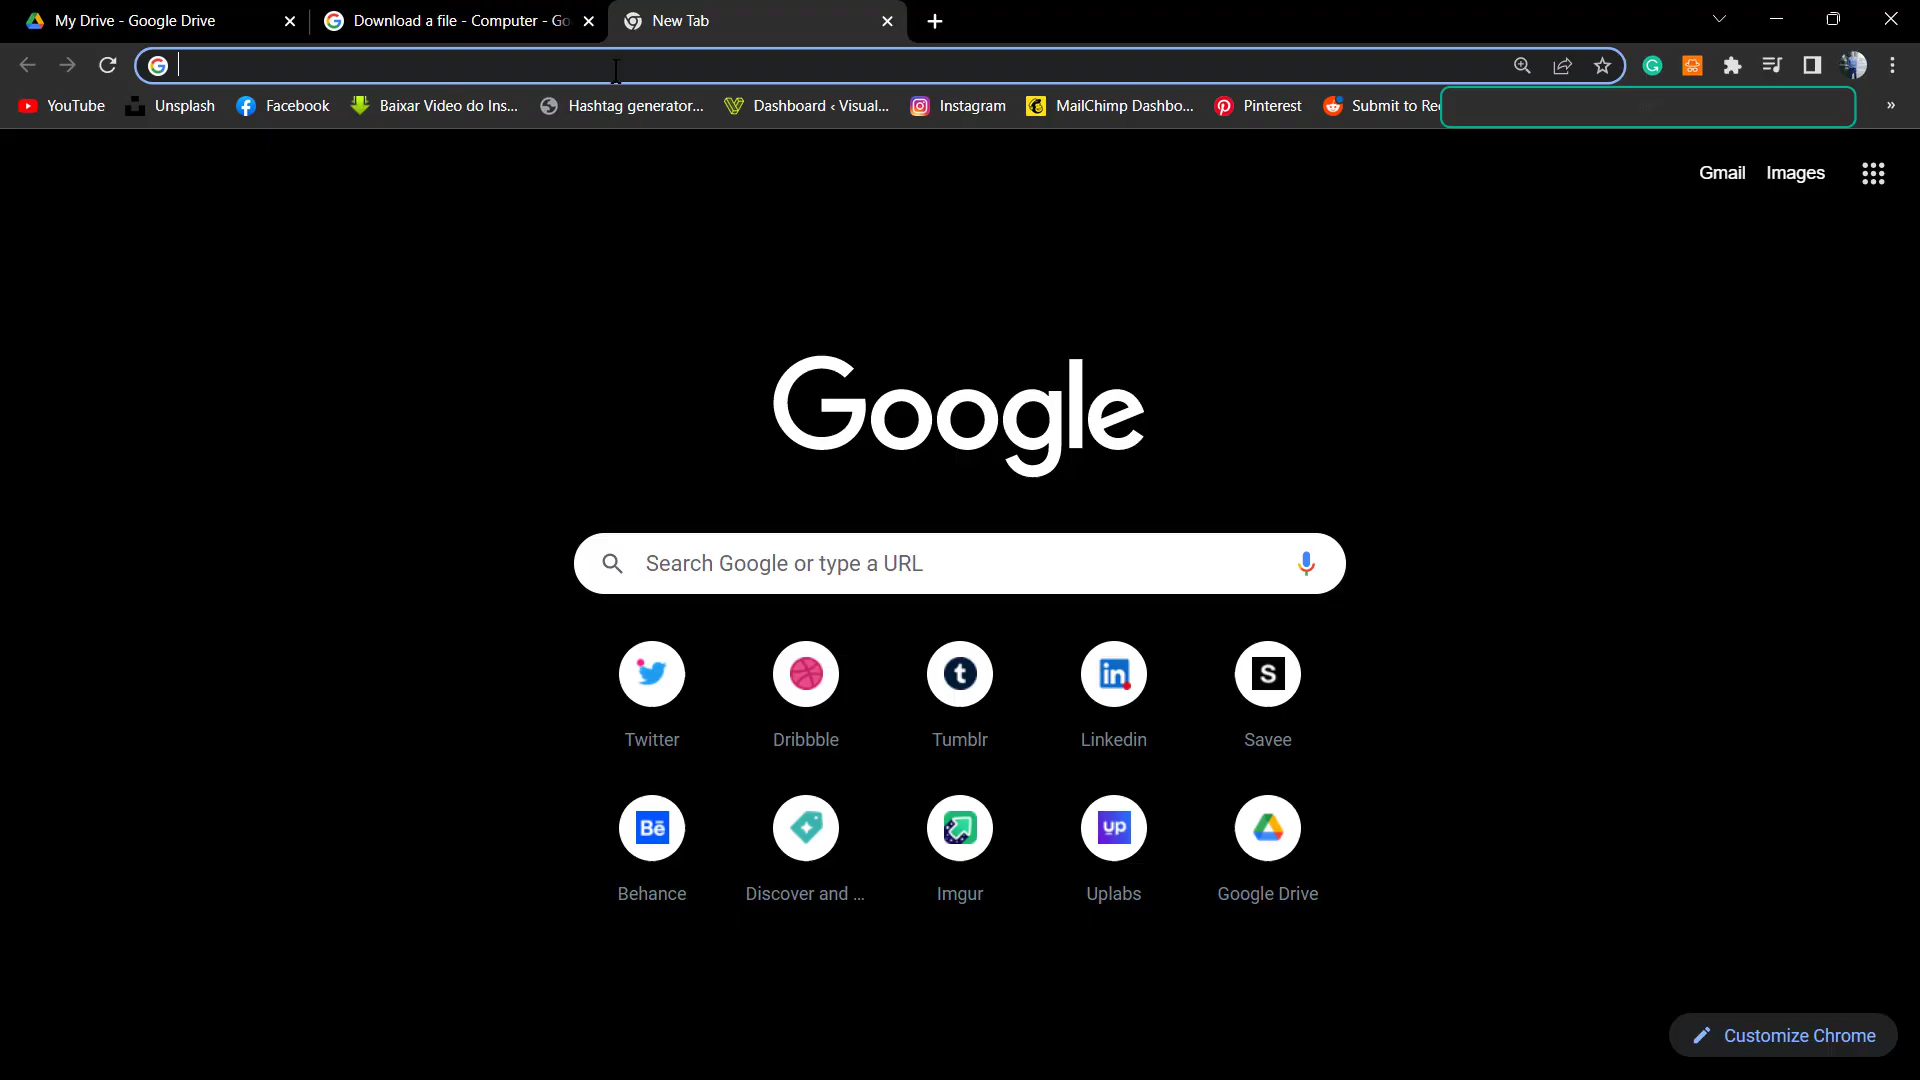 My Drive - Google Drive
Download a file - Computer - Go
New Tab
YouTube
Unsplash
Facebook
Baixar Video do Ins...
Hashtag generator...
Dashboard ‹ Visual...
Instagram
MailChimp Dashbo...
Pinterest
Submit to Re
»
Gmail
Images
Google
Search Google or type a URL
Twitter
Dribbble
Tumblr
Linkedin
Savee
Behance
Discover and ...
Imgur
Uplabs
Google Drive
Customize Chrome